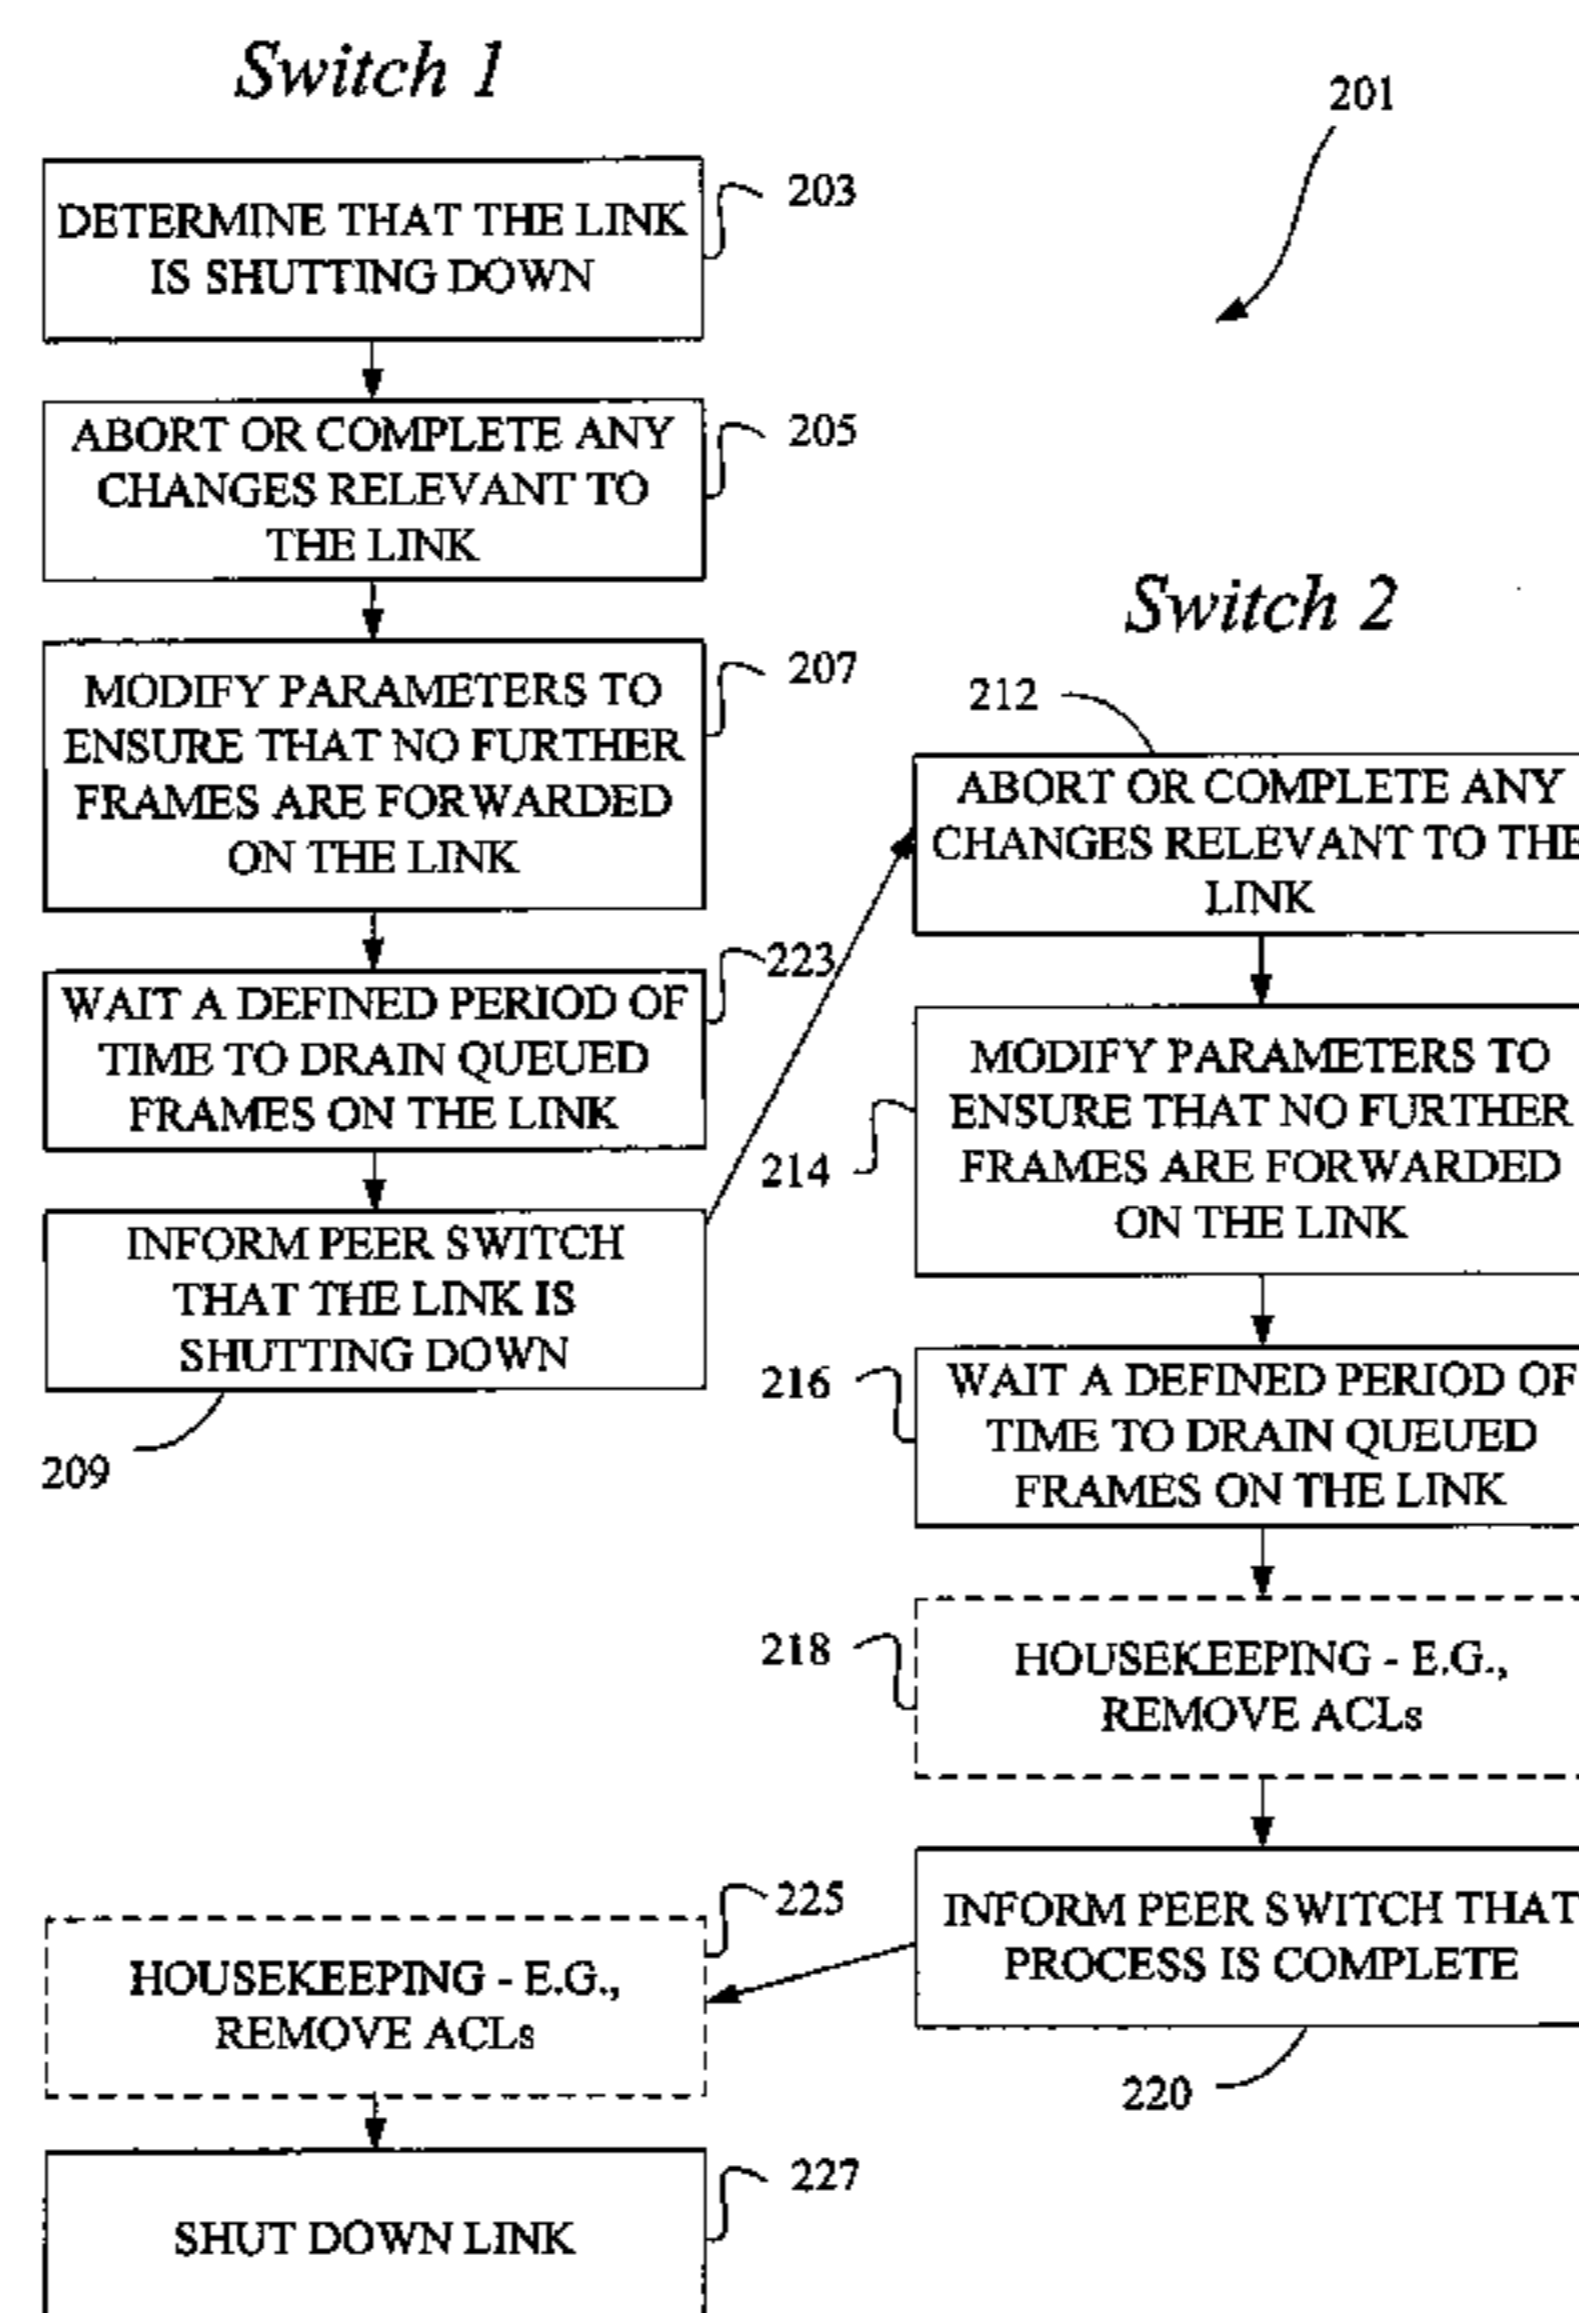 Switch 1
201
DETERMINE THAT THE LINK
IS SHUTTING DOWN
203
ABORT OR COMPLETE ANY
CHANGES RELEVANT TO
THE LINK
205
MODIFY PARAMETERS TO
ENSURE THAT NO FURTHER
FRAMES ARE FORWARDED
ON THE LINK
207
WAIT A DEFINED PERIOD OF
TIME TO DRAIN QUEUED
FRAMES ON THE LINK
223
INFORM PEER SWITCH
THAT THE LINK IS
SHUTTING DOWN
209
Switch 2
212
ABORT OR COMPLETE ANY
CHANGES RELEVANT TO THE
LINK
MODIFY PARAMETERS TO
ENSURE THAT NO FURTHER
FRAMES ARE FORWARDED
ON THE LINK
214
WAIT A DEFINED PERIOD OF
TIME TO DRAIN QUEUED
FRAMES ON THE LINK
216
HOUSEKEEPING - E.G.,
REMOVE ACLs
218
INFORM PEER SWITCH THAT
PROCESS IS COMPLETE
220
HOUSEKEEPING - E.G.,
REMOVE ACLs
225
SHUT DOWN LINK
227